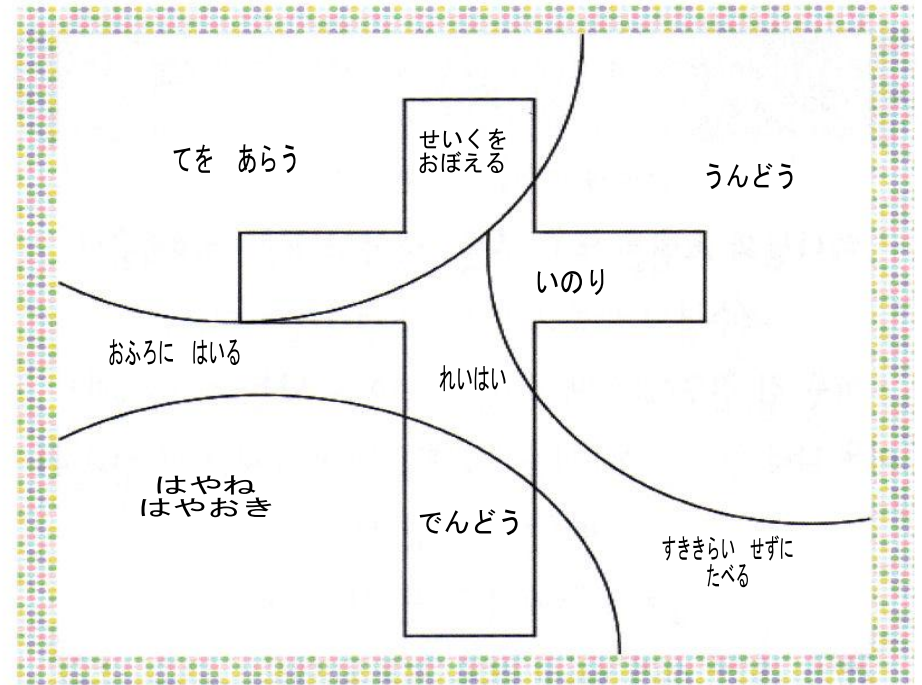 せいくを
おぼえる
てを　あらう
うんどう
いのり
おふろに　はいる
れいはい
はやね
はやおき
でんどう
すききらい　せずに
たべる